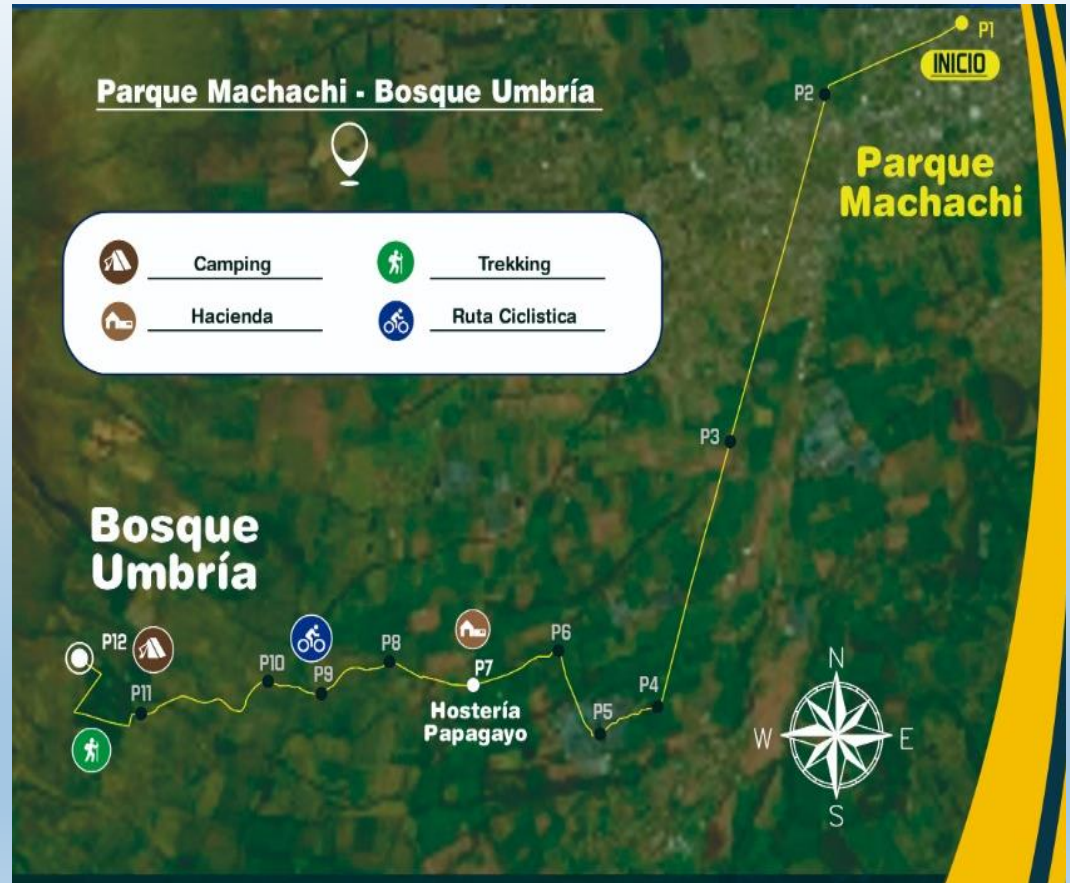 P1
INICIO
Parque Machachi - Bosque Umbría
P2
Parque
Machachi
Camping
Trekking
Hacienda
Ruta Ciclistica
P3
Bosque
Umbría
P12
P11
P10
P9
P8
P7
Hostería
Papagayo
P6
P5
P4
N
W
E
S